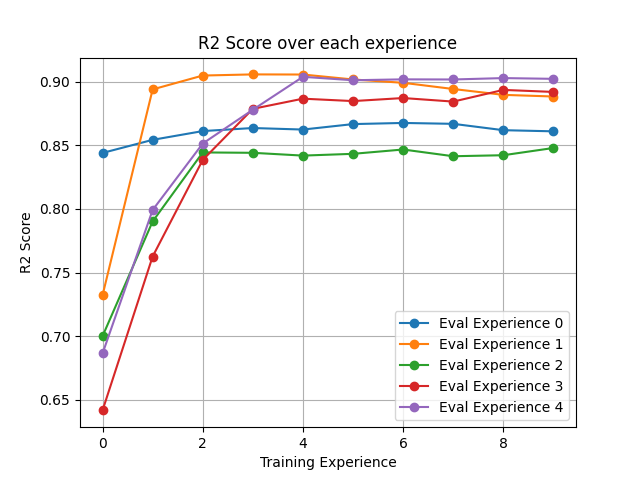 R2 Score over each experience
R2 Score
0.90
0.85
0.80
0.75
0.70
0.65
0 2 4 6 8
Training Experience
Eval Experience 0
Eval Experience 1
Eval Experience 2
Eval Experience 3
Eval Experience 4